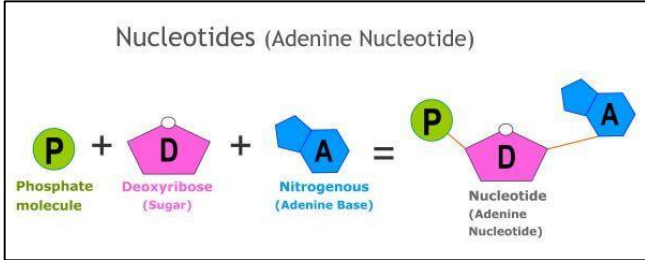 Nucleotides (Adenine Nucleotide)
P + D + A = P D A
Phosphate molecule
Deoxyribose
(Sugar)
Nitrogenous
(Adenine Base)
Nucleotide
(Adenine
Nucleotide)